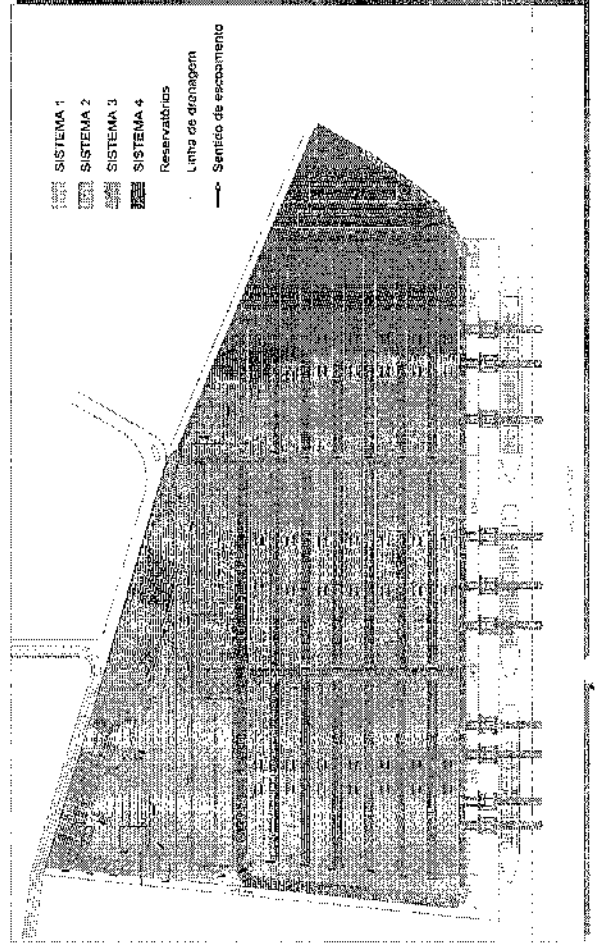 SISTEMA 1
SISTEMA 2
SISTEMA 3
SISTEMA 4
Reservatórios
Linha de drenagem
Sentido de escoamento